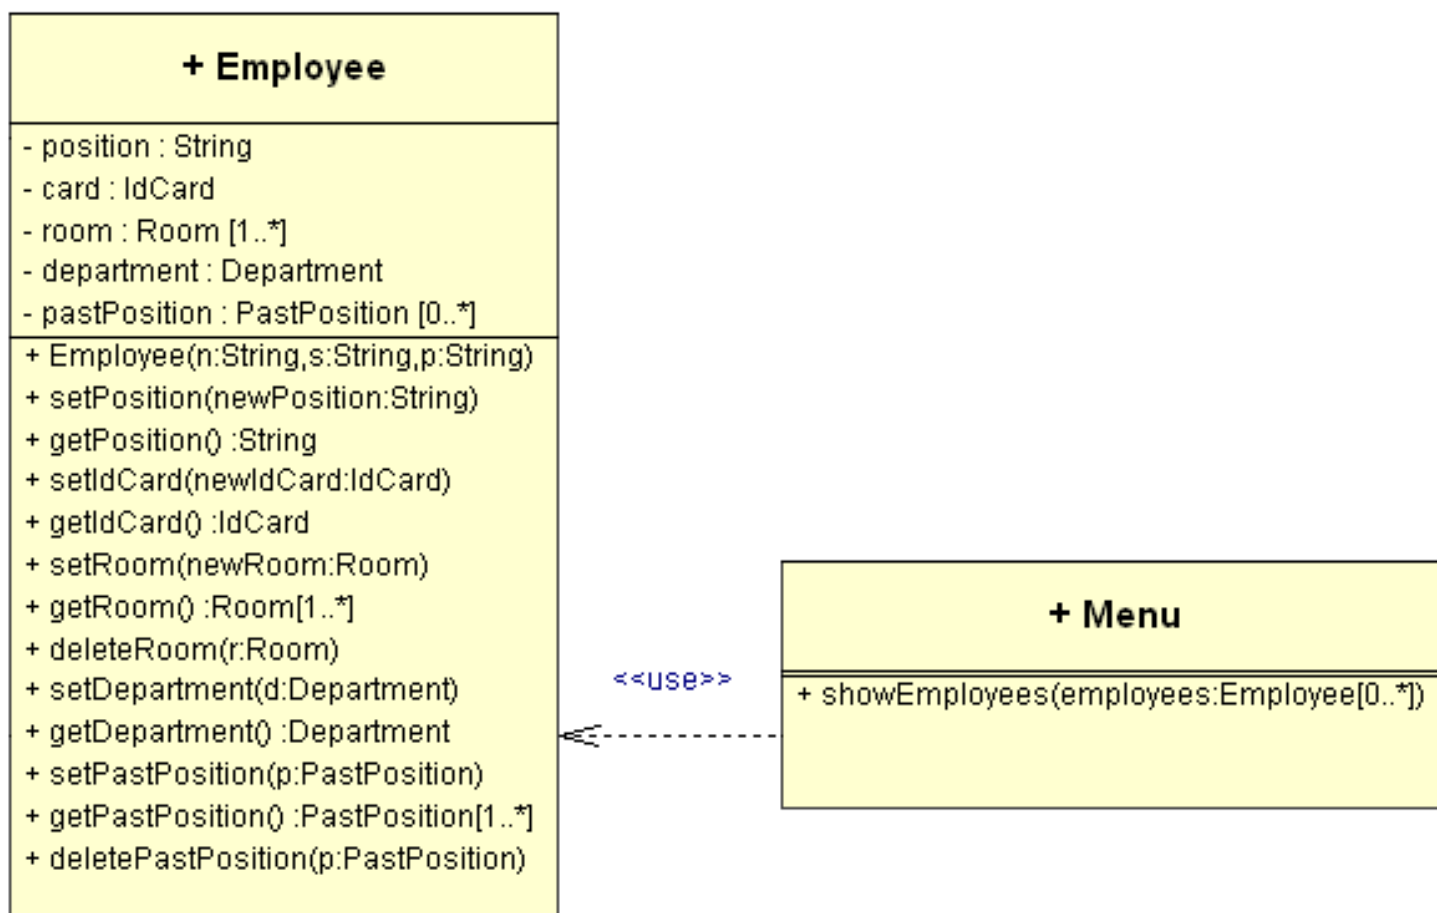 + Employee
- position : String
- card : IdCard
- room : Room [1..*]
- department : Department
- pastPosition : PastPosition [0..*]
+ Employee(n:String,s:String,p:String)
+ setPosition(newPosition:String)
+ getPosition() :String
+ setIdCard(newIdCard:IdCard)
+ getIdCard() :IdCard
+ setRoom(newRoom:Room)
+ getRoom() :Room[1..*]
+ deleteRoom(r:Room)
+ setDepartment(d:Department)
+ getDepartment() :Department
+ setPastPosition(p:PastPosition)
+ getPastPosition() :PastPosition[1..*]
+ deletePastPosition(p:PastPosition)
<<use>>
+ Menu
+ showEmployees(employees:Employee[0..*])